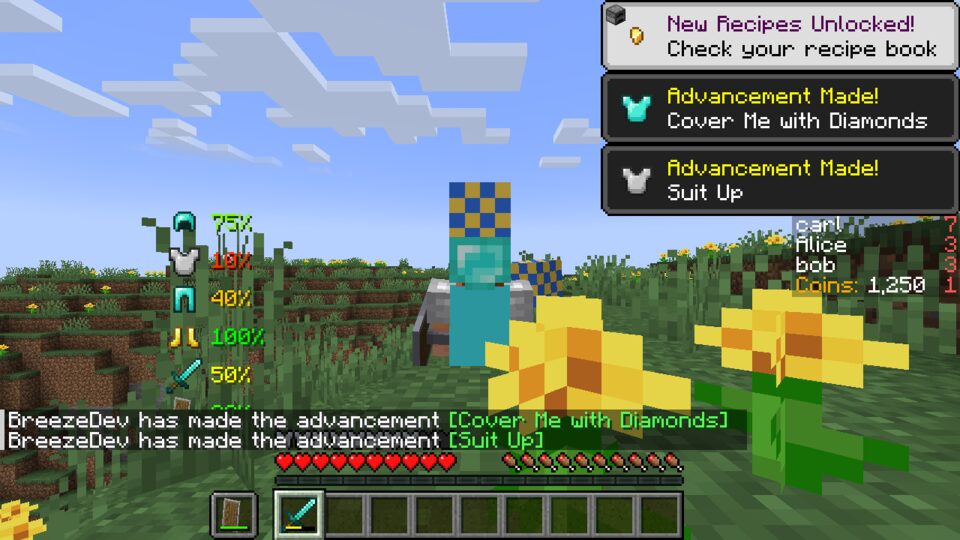 New Recipes Unlocked!
Check your recipe book
Advancement Made!
Cover Me with Diamonds
Advancement Made!
Suit Up
carl 7
Alice 3
bob 3
Coins: 1,250 1
75%
10%
40%
100%
50%
BreezeDev has made the advancement [Cover Me with Diamonds]
BreezeDev has made the advancement [Suit Up]